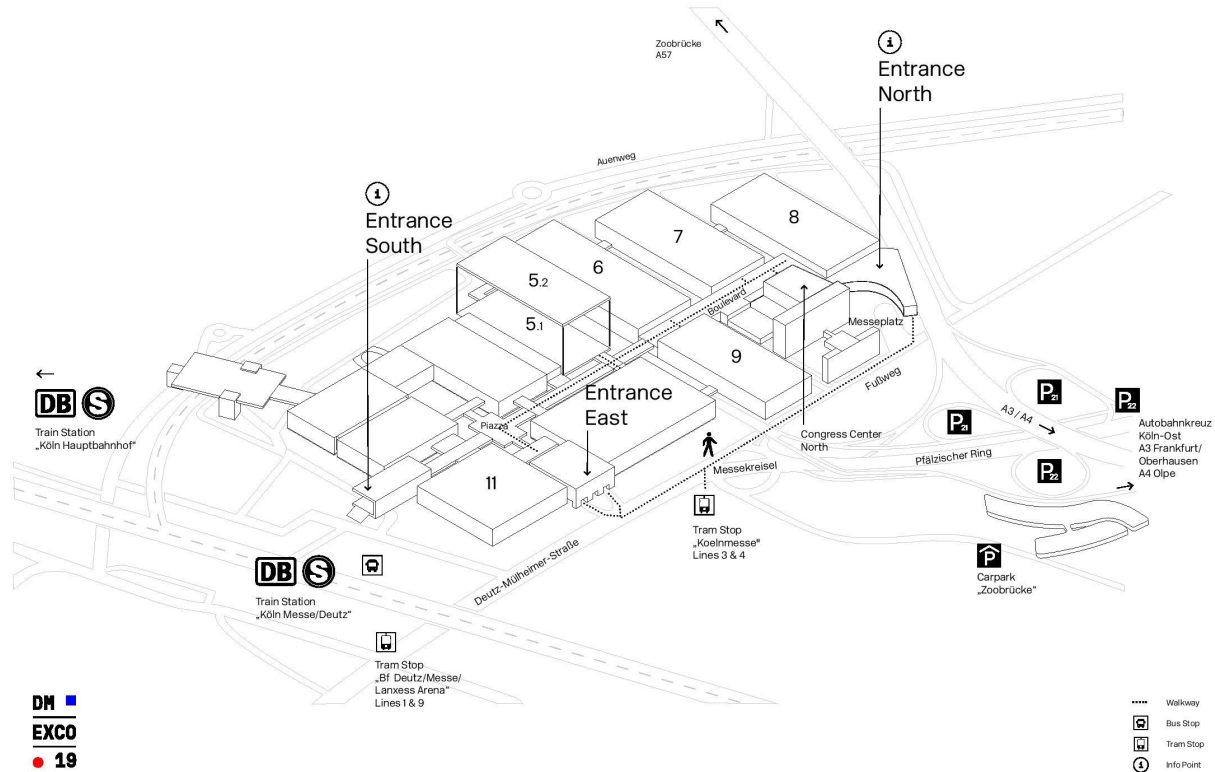 Zoobrücke
A57
i
Entrance
North
Auenweg
i
Entrance
South
8
7
6
5.2
5.1
Boulevard
Messeplatz
9
Fußweg
Entrance
East
Piazza
11
DB S
Train Station
„Köln Hauptbahnhof“
Congress Center
North
A3 / A4
P21
P21
P22
P22
Autobahnkreuz
Köln-Ost
A3 Frankfurt/
Oberhausen
A4 Olpe
Pfälzischer Ring
Messekreisel
Tram Stop
„Koelnmesse“
Lines 3 & 4
P
Carpark
„Zoobrücke“
Deutz-Mülheimer-Straße
DB S
Train Station
„Köln Messe/Deutz“
Tram Stop
„Bf Deutz/Messe/
Lanxess Arena“
Lines 1 & 9
DM
EXCO
19
Walkway
Bus Stop
Tram Stop
i Info Point